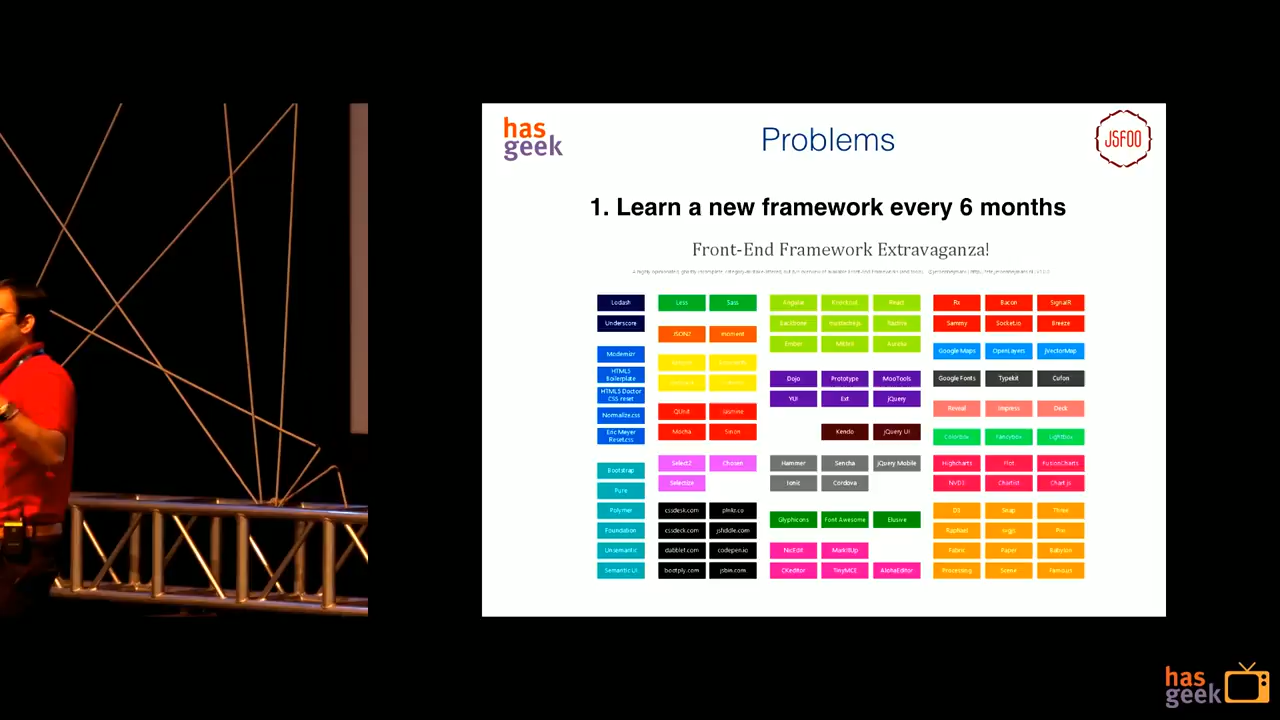 has
geek
Problems
JSFOO
1. Learn a new framework every 6 months
Front-End Framework Extravaganza!
Lodash
Underscore
Modernizr
HTML5
Boilerplate
HTML5 Doctor
CSS reset
Normalize.css
Eric Meyer
Reset.css
Bootstrap
Pure
Polymer
Foundation
Unsemantic
Semantic UI
Less Sass
JSON2 moment
QUnit Jasmine
Mocha Sinon
Select2 Chosen
Selectize
cssdesk.com plnkr.co
cssdeck.com jsfiddle.com
dabblet.com codepen.io
bootply.com jsbin.com
Angular Knockout React
Backbone Ractive
Ember Aurelia
Dojo Prototype MooTools
YUI Ext jQuery
Kendo jQuery UI
Hammer Sencha jQuery Mobile
Ionic Cordova
Glyphicons Font Awesome Elusive
NicEdit MarkItUp
CKeditor TinyMCE AlohaEditor
Rx Bacon SignalR
Sammy Socket.io Breeze
Google Maps OpenLayers jVectorMap
Google Fonts Typekit Cufon
Reveal Impress Deck
Colorbox Fancybox Lightbox
Highcharts Flot FusionCharts
NVD3 Chartist Chart.js
D3 Snap Three
Raphael svgjs Pixi
Fabric Paper Babylon
Processing Scene Famous
has
geek